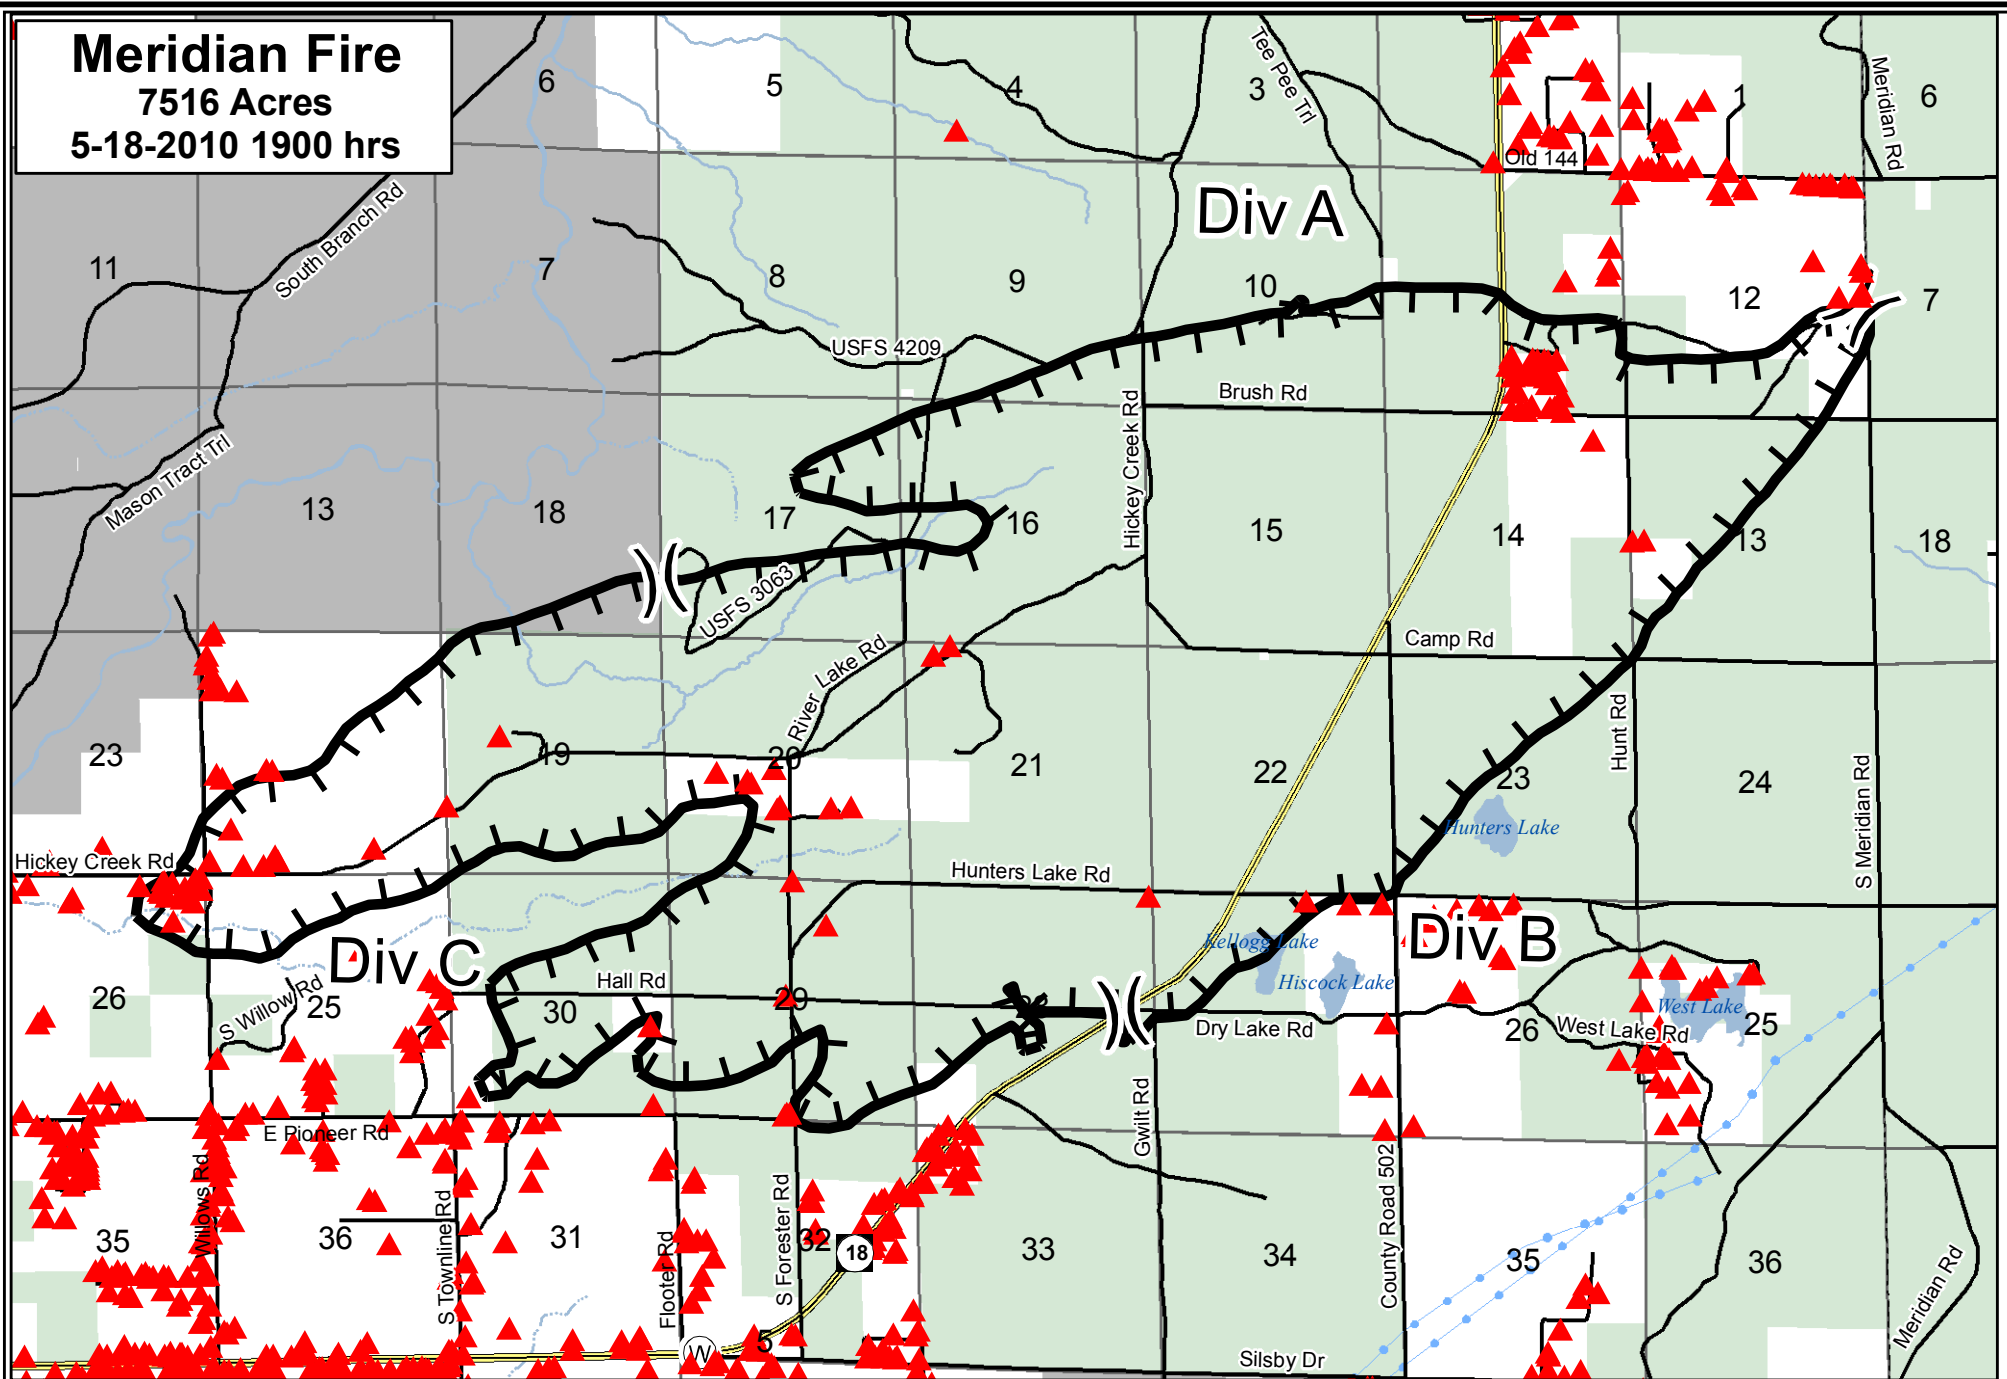 Meridian Fire
7516 Acres
5-18-2010 1900 hrs
6
5
4
3
Tee Pee Trl
1
Meridian Rd
6
Old 144
South Branch Rd
Div A
11
7
8
9
10
12
7
USFS 4209
Brush Rd
Hickey Creek Rd
Mason Tract Trl
13
18
17
16
15
14
13
18
USFS 3063
Camp Rd
River Lake Rd
Hunt Rd
23
19
20
21
22
23
24
S Meridian Rd
Hunters Lake
Hickey Creek Rd
Hunters Lake Rd
Kellogg Lake
Div B
Div C
Hall Rd
Hiscock Lake
26
S Willow Rd
25
30
29
Dry Lake Rd
26
West Lake
West Lake Rd
25
Gwilt Rd
E Pioneer Rd
Willows Rd
S Townline Rd
Flooter Rd
S Forester Rd
County Road 502
35
36
31
32
18
33
34
35
36
Meridian Rd
W
5
Silsby Dr